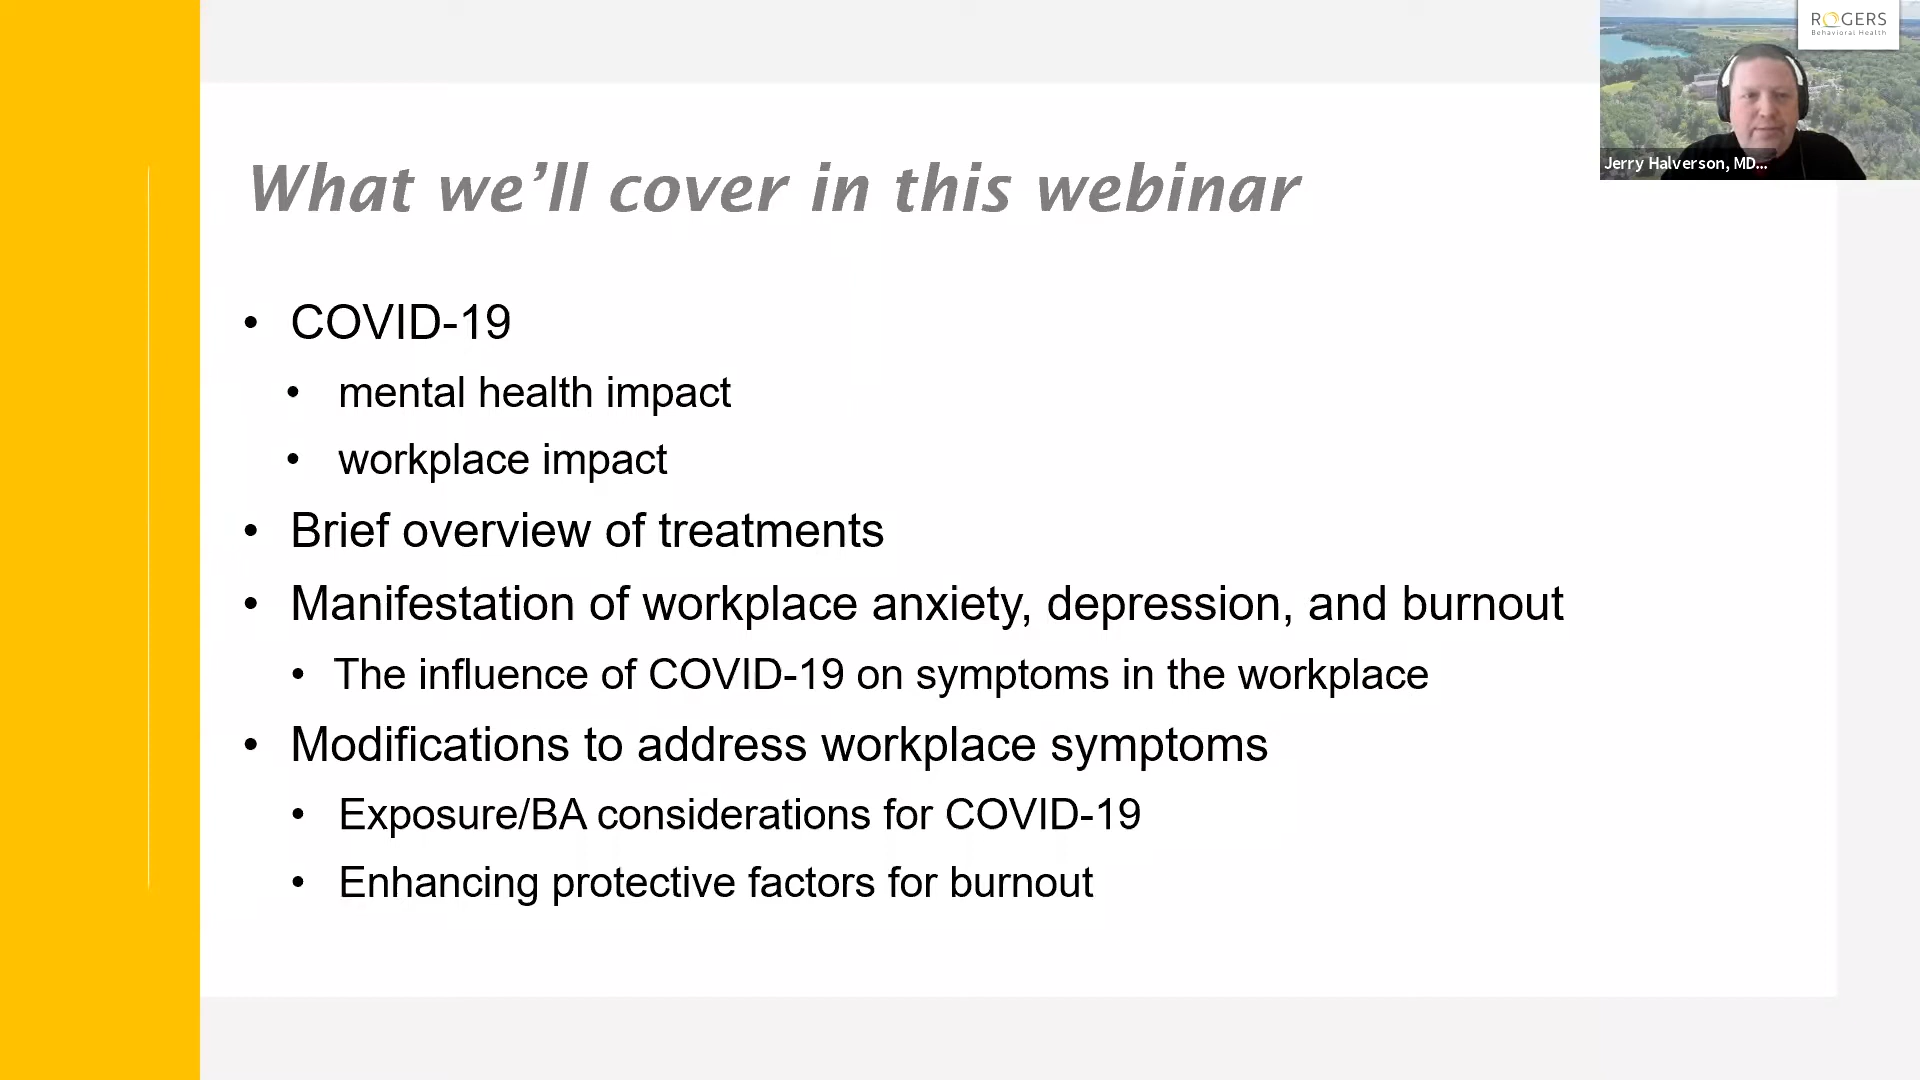 ROGERS
Behavioral Health
Jerry Halverson, MD...
What we’ll cover in this webinar
• COVID-19
• mental health impact
• workplace impact
• Brief overview of treatments
• Manifestation of workplace anxiety, depression, and burnout
• The influence of COVID-19 on symptoms in the workplace
• Modifications to address workplace symptoms
• Exposure/BA considerations for COVID-19
• Enhancing protective factors for burnout